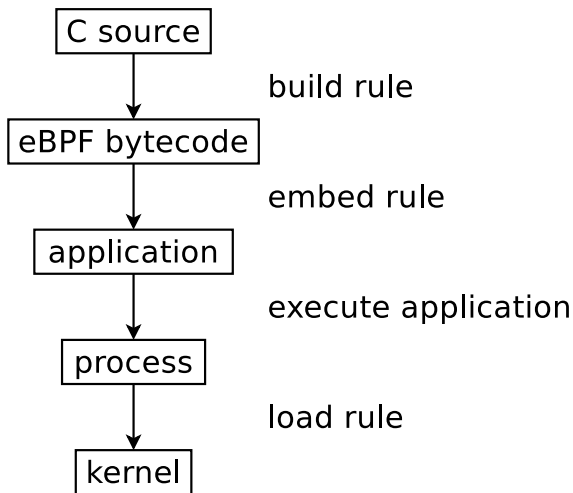 C source
build rule
eBPF bytecode
embed rule
application
execute application
process
load rule
kernel